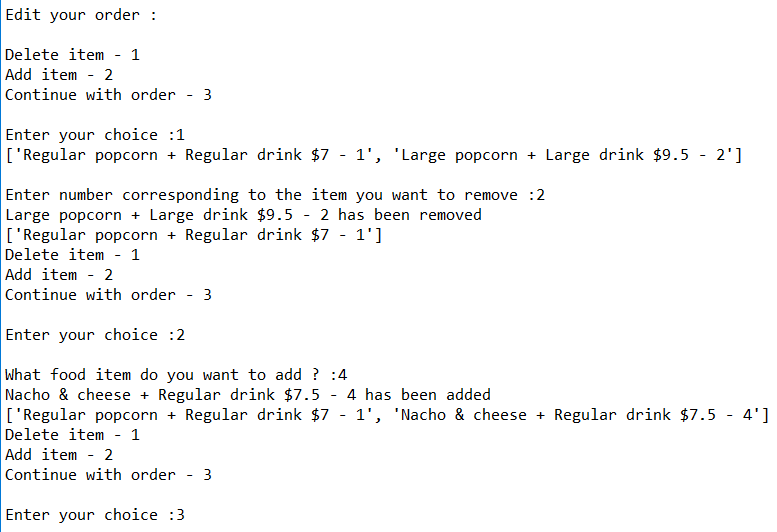 Edit your order :
Delete item - 1
Add item - 2
Continue with order - 3
Enter your choice :1
['Regular popcorn + Regular drink $7 - 1', 'Large popcorn + Large drink $9.5 - 2']
Enter number corresponding to the item you want to remove :2
Large popcorn + Large drink $9.5 - 2 has been removed
['Regular popcorn + Regular drink $7 - 1']
Delete item - 1
Add item - 2
Continue with order - 3
Enter your choice :2
What food item do you want to add ? :4
Nacho & cheese + Regular drink $7.5 - 4 has been added
['Regular popcorn + Regular drink $7 - 1', 'Nacho & cheese + Regular drink $7.5 - 4']
Delete item - 1
Add item - 2
Continue with order - 3
Enter your choice :3